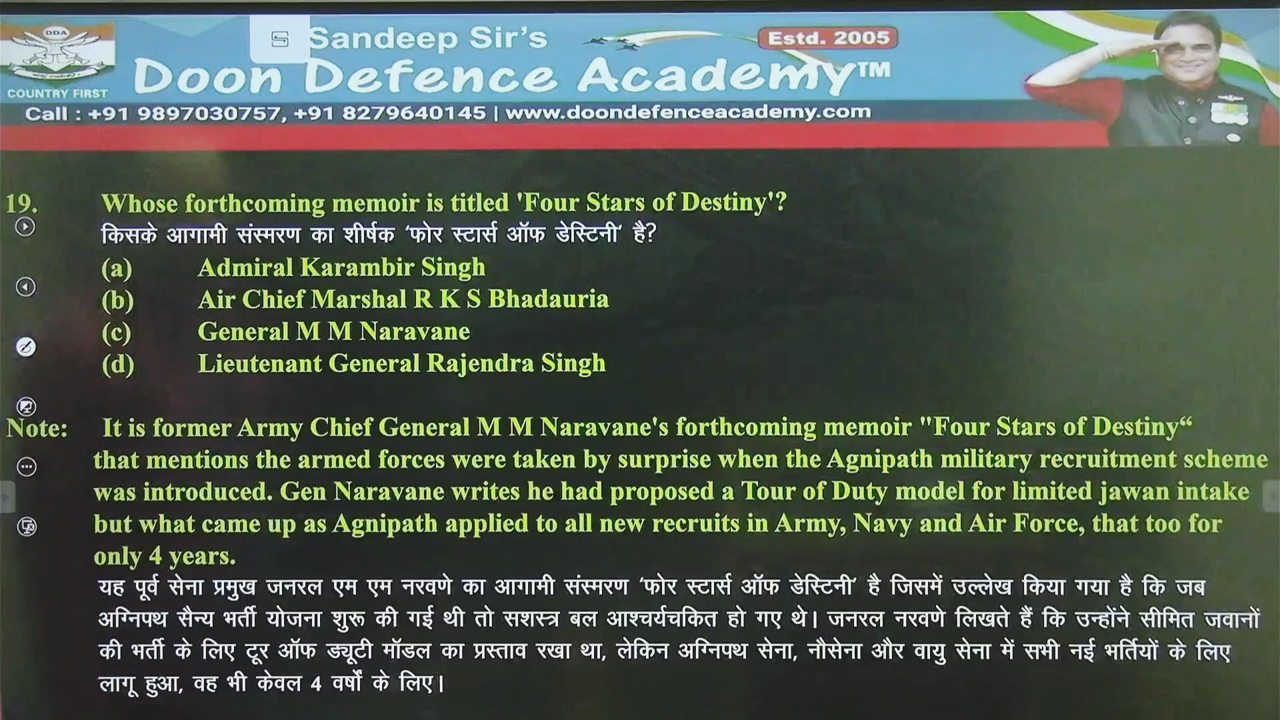 DDA
COUNTRY FIRST
Sandeep Sir's
Estd. 2005
Doon Defence Academy™
Call : +91 9897030757, +91 8279640145 | www.doondefenceacademy.com
19. Whose forthcoming memoir is titled 'Four Stars of Destiny'?
किसके आगामी संस्मरण का शीर्षक ‘फोर स्टार्स ऑफ डेस्टिनी’ है?
(a) Admiral Karambir Singh
(b) Air Chief Marshal R K S Bhadauria
(c) General M M Naravane
(d) Lieutenant General Rajendra Singh
Note: It is former Army Chief General M M Naravane's forthcoming memoir "Four Stars of Destiny“
that mentions the armed forces were taken by surprise when the Agnipath military recruitment scheme
was introduced. Gen Naravane writes he had proposed a Tour of Duty model for limited jawan intake
but what came up as Agnipath applied to all new recruits in Army, Navy and Air Force, that too for
only 4 years.
यह पूर्व सेना प्रमुख जनरल एम एम नरवणे का आगामी संस्मरण ‘फोर स्टार्स ऑफ डेस्टिनी’ है जिसमें उल्लेख किया गया है कि जब
अग्निपथ सैन्य भर्ती योजना शुरू की गई थी तो सशस्त्र बल आश्चर्यचकित हो गए थे। जनरल नरवणे लिखते हैं कि उन्होंने सीमित जवानों
की भर्ती के लिए टूर ऑफ ड्यूटी मॉडल का प्रस्ताव रखा था, लेकिन अग्निपथ सेना, नौसेना और वायु सेना में सभी नई भर्तियों के लिए
लागू हुआ, वह भी केवल 4 वर्षों के लिए।